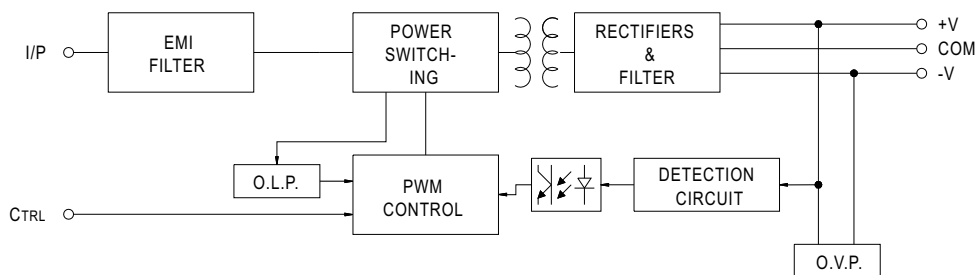 I/P
EMI
FILTER
POWER
SWITCH-
ING
RECTIFIERS
&
FILTER
+V
COM
-V
O.L.P.
PWM
CONTROL
DETECTION
CIRCUIT
CTRL
O.V.P.